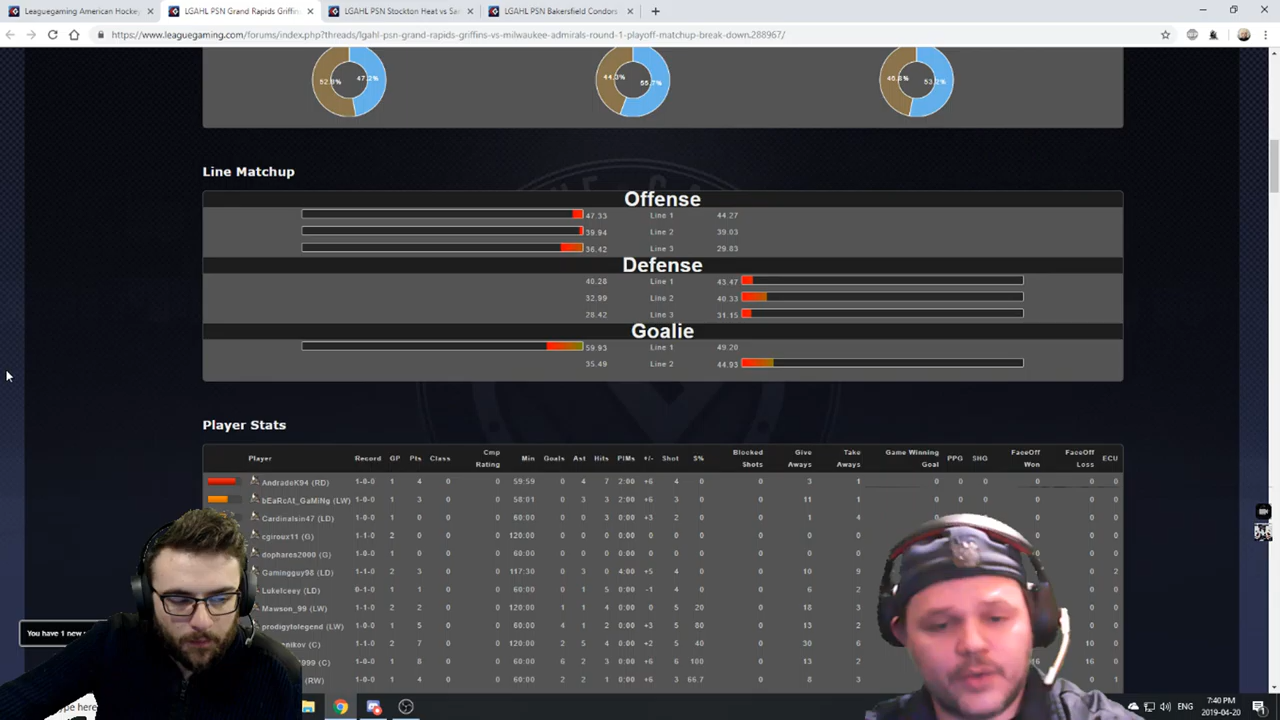 Leaguegaming American Hockey
LGAHL PSN Grand Rapids Griffins
LGAHL PSN Stockton Heat vs Sa
LGAHL PSN Bakersfield Condors
https://www.leaguegaming.com/forums/index.php?threads/lgahl-psn-grand-rapids-griffins-vs-milwaukee-admirals-round-1-playoff-matchup-break-down.288967/
52.8% 47.2% 44.3% 55.7% 46.8% 53.2%
Line Matchup
Offense
47.33 Line 1 44.27
39.94 Line 2 39.03
36.42 Line 3 29.83
Defense
40.28 Line 1 43.47
32.99 Line 2 40.33
28.42 Line 3 31.15
Goalie
59.93 Line 1 49.20
35.49 Line 2 44.93
Player Stats
Player Record GP Pts Class Cmp Rating Min Goals Ast Hits PIMs +/- Shot S% Blocked Shots Give Aways Take Aways Game Winning Goal PPG SHG FaceOff Won FaceOff Loss ECU
AndradeK94 (RD) 1-0-0 1 4 0 0 59:59 0 4 7 2:00 +6 4 0 0 3 1 0 0 0 0 0 0
bEaRcAt_GaMiNg (LW) 1-0-0 1 3 0 0 58:01 0 3 3 0:00 +6 1 0 0 11 1 0 0 0 0 0 0
Cardinalsin47 (LD) 1-0-0 1 0 0 0 60:00 0 0 3 0:00 +3 2 0 0 1 4 0 0
cgiroux11 (G) 1-1-0 2 0 0 0 120:00 0 0 0 0:00 0 0 0 0 0 0 0
dophares2000 (G) 1-0-0 1 0 0 0 60:00 0 0 0 0:00 0 0 0 0 0 0 0
Gamingguy98 (LD) 1-1-0 2 3 0 0 117:30 0 3 0 4:00 +5 4 0 0 10 9 0 2
LukeIceey (LD) 0-1-0 1 1 0 0 60:00 0 1 5 0:00 -1 4 0 0 6 2 0 0
Mawson_99 (LW) 1-1-0 2 2 0 0 120:00 1 1 4 0:00 0 5 20 0 18 3 0 0
prodigytolegend (LW) 1-0-0 1 5 0 0 60:00 4 1 2 0:00 +3 5 80 0 13 2 0 0
nikov (C) 1-1-0 2 7 0 0 120:00 2 5 4 0:00 +2 5 40 0 30 6 10 0
999 (C) 1-0-0 1 8 0 0 60:00 6 2 3 0:00 +6 6 100 0 13 2 16 16 0
(RW) 1-0-0 1 4 0 0 60:00 2 2 1 0:00 +6 3 66.7 0 8 3 0 1
You have 1 new
ype here
ENG
7:40 PM
2019-04-20